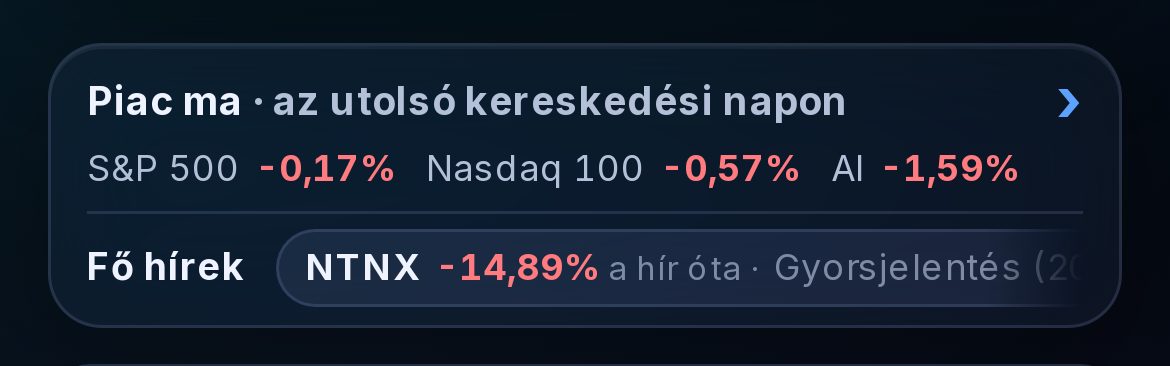 Piac ma · az utolsó kereskedési napon ›
S&P 500 -0,17% Nasdaq 100 -0,57% AI -1,59%
Fő hírek NTNX -14,89% a hír óta · Gyorsjelentés